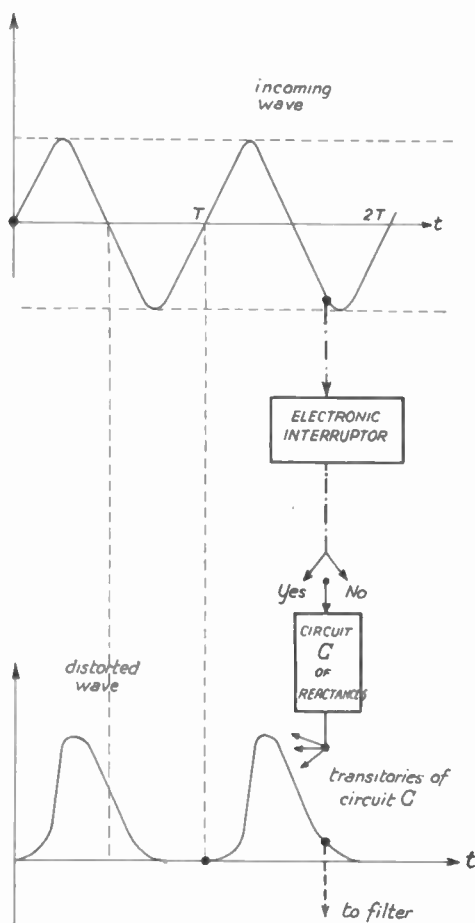 incoming
wave
T
2T
t
ELECTRONIC
INTERRUPTOR
Yes
No
CIRCUIT
C
OF
REACTANCES
distorted
wave
transitories of
circuit C
t
to filter